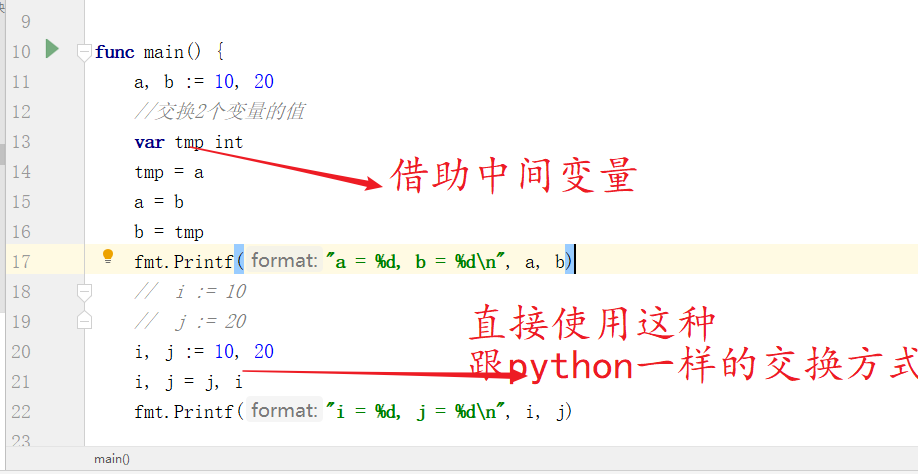 9
10 func main() {
11 a, b := 10, 20
12 //交换2个变量的值
13 var tmp int
14 tmp = a
借助中间变量
15 a = b
16 b = tmp
17 fmt.Printf( format: "a = %d, b = %d\n", a, b)
18 // i := 10
19 // j := 20
直接使用这种
20 i, j := 10, 20
跟python一样的交换方式
21 i, j = j, i
22 fmt.Printf( format: "i = %d, j = %d\n", i, j)
23
main()